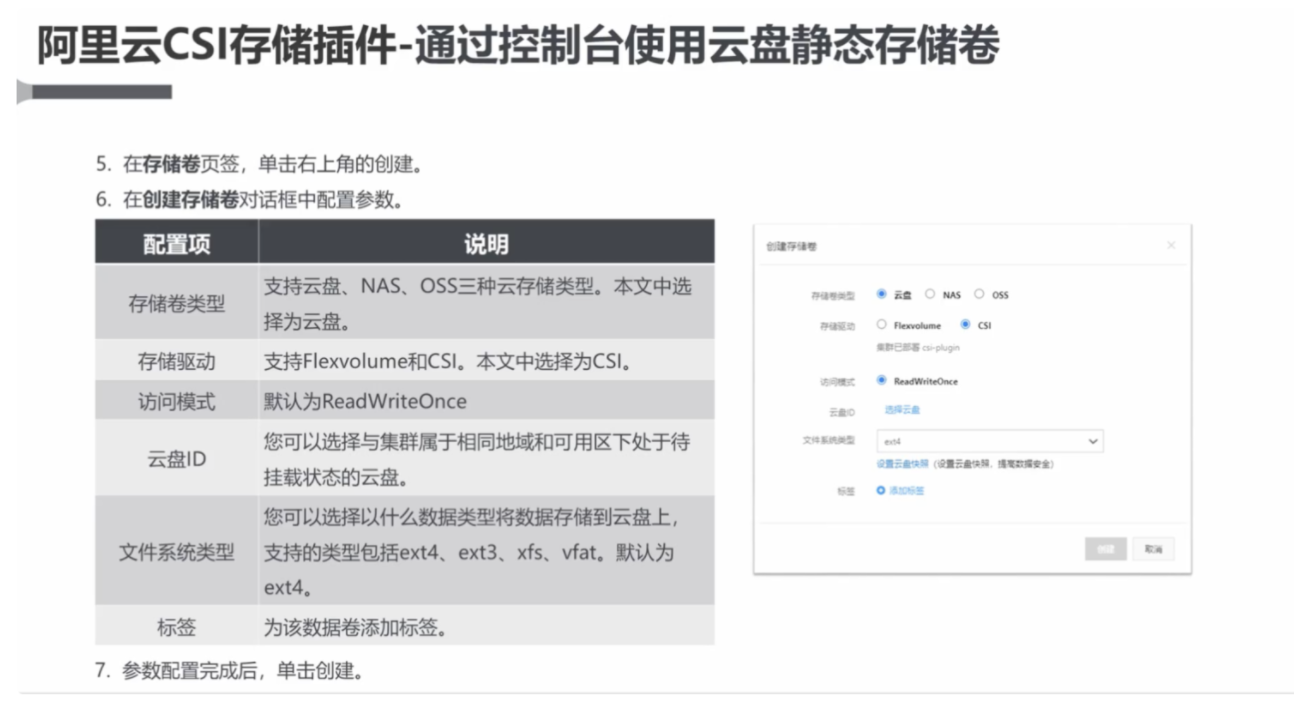 阿里云CSI存储插件-通过控制台使用云盘静态存储卷
5. 在存储卷页签，单击右上角的创建。
6. 在创建存储卷对话框中配置参数。
配置项 说明
存储卷类型 支持云盘、NAS、OSS三种云存储类型。本文中选
择为云盘。
存储驱动 支持Flexvolume和CSI。本文中选择为CSI。
访问模式 默认为ReadWriteOnce
云盘ID 您可以选择与集群属于相同地域和可用区下处于待
挂载状态的云盘。
文件系统类型 您可以选择以什么数据类型将数据存储到云盘上，
支持的类型包括ext4、ext3、xfs、vfat。默认为
ext4。
标签 为该数据卷添加标签。
7. 参数配置完成后，单击创建。
创建存储卷 ×
存储卷类型 云盘 NAS OSS
存储驱动 Flexvolume CSI
集群已部署 csi-plugin
访问模式 ReadWriteOnce
云盘ID 选择云盘
文件系统类型 ext4
设置云盘快照（设置云盘快照，提高数据安全）
标签 添加标签
创建 取消